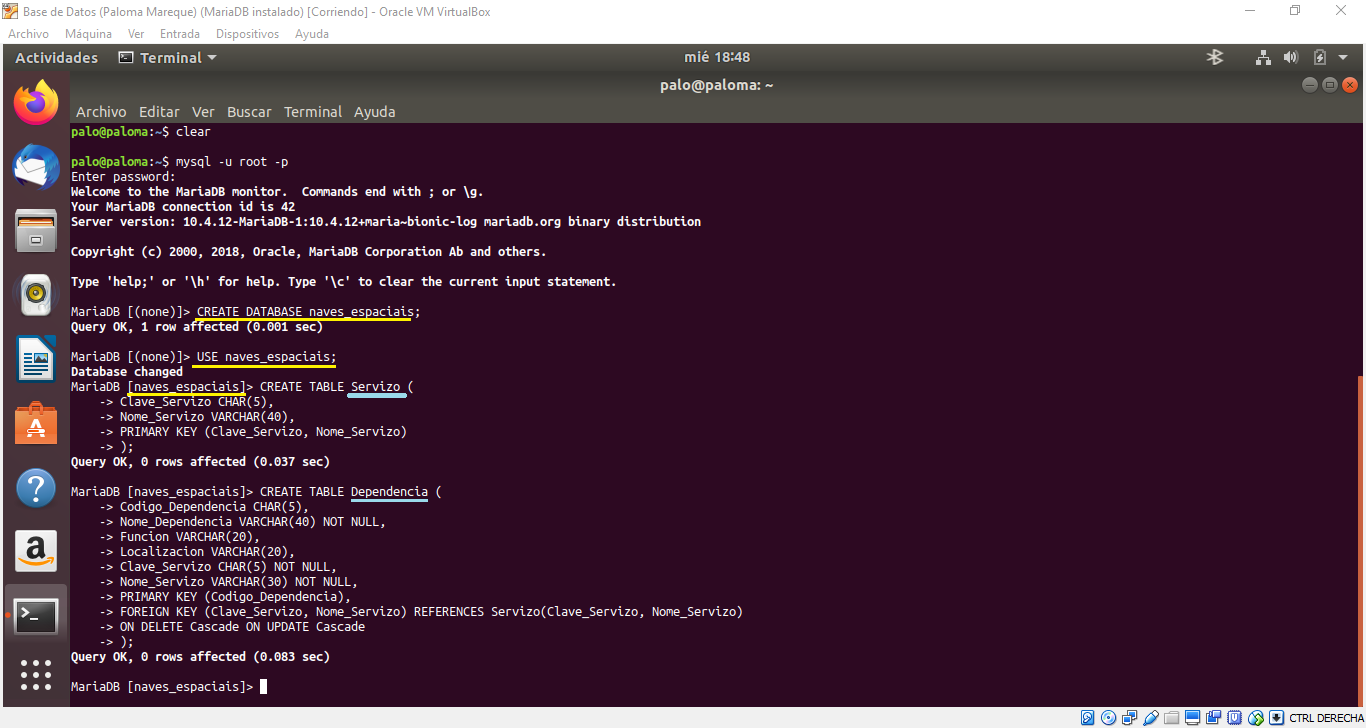 Base de Datos (Paloma Mareque) (MariaDB instalado) [Corriendo] - Oracle VM VirtualBox
Archivo Máquina Ver Entrada Dispositivos Ayuda
Actividades Terminal mié 18:48
palo@paloma: ~
Archivo Editar Ver Buscar Terminal Ayuda
palo@paloma:~$ clear
palo@paloma:~$ mysql -u root -p
Enter password:
Welcome to the MariaDB monitor.  Commands end with ; or \g.
Your MariaDB connection id is 42
Server version: 10.4.12-MariaDB-1:10.4.12+maria~bionic-log mariadb.org binary distribution
Copyright (c) 2000, 2018, Oracle, MariaDB Corporation Ab and others.
Type 'help;' or '\h' for help. Type '\c' to clear the current input statement.
MariaDB [(none)]> CREATE DATABASE naves_espaciais;
Query OK, 1 row affected (0.001 sec)
MariaDB [(none)]> USE naves_espaciais;
Database changed
MariaDB [naves_espaciais]> CREATE TABLE Servizo (
-> Clave_Servizo CHAR(5),
-> Nome_Servizo VARCHAR(40),
-> PRIMARY KEY (Clave_Servizo, Nome_Servizo)
-> );
Query OK, 0 rows affected (0.037 sec)
MariaDB [naves_espaciais]> CREATE TABLE Dependencia (
-> Codigo_Dependencia CHAR(5),
-> Nome_Dependencia VARCHAR(40) NOT NULL,
-> Funcion VARCHAR(20),
-> Localizacion VARCHAR(20),
-> Clave_Servizo CHAR(5) NOT NULL,
-> Nome_Servizo VARCHAR(30) NOT NULL,
-> PRIMARY KEY (Codigo_Dependencia),
-> FOREIGN KEY (Clave_Servizo, Nome_Servizo) REFERENCES Servizo(Clave_Servizo, Nome_Servizo)
-> ON DELETE Cascade ON UPDATE Cascade
-> );
Query OK, 0 rows affected (0.083 sec)
MariaDB [naves_espaciais]>
CTRL DERECHA